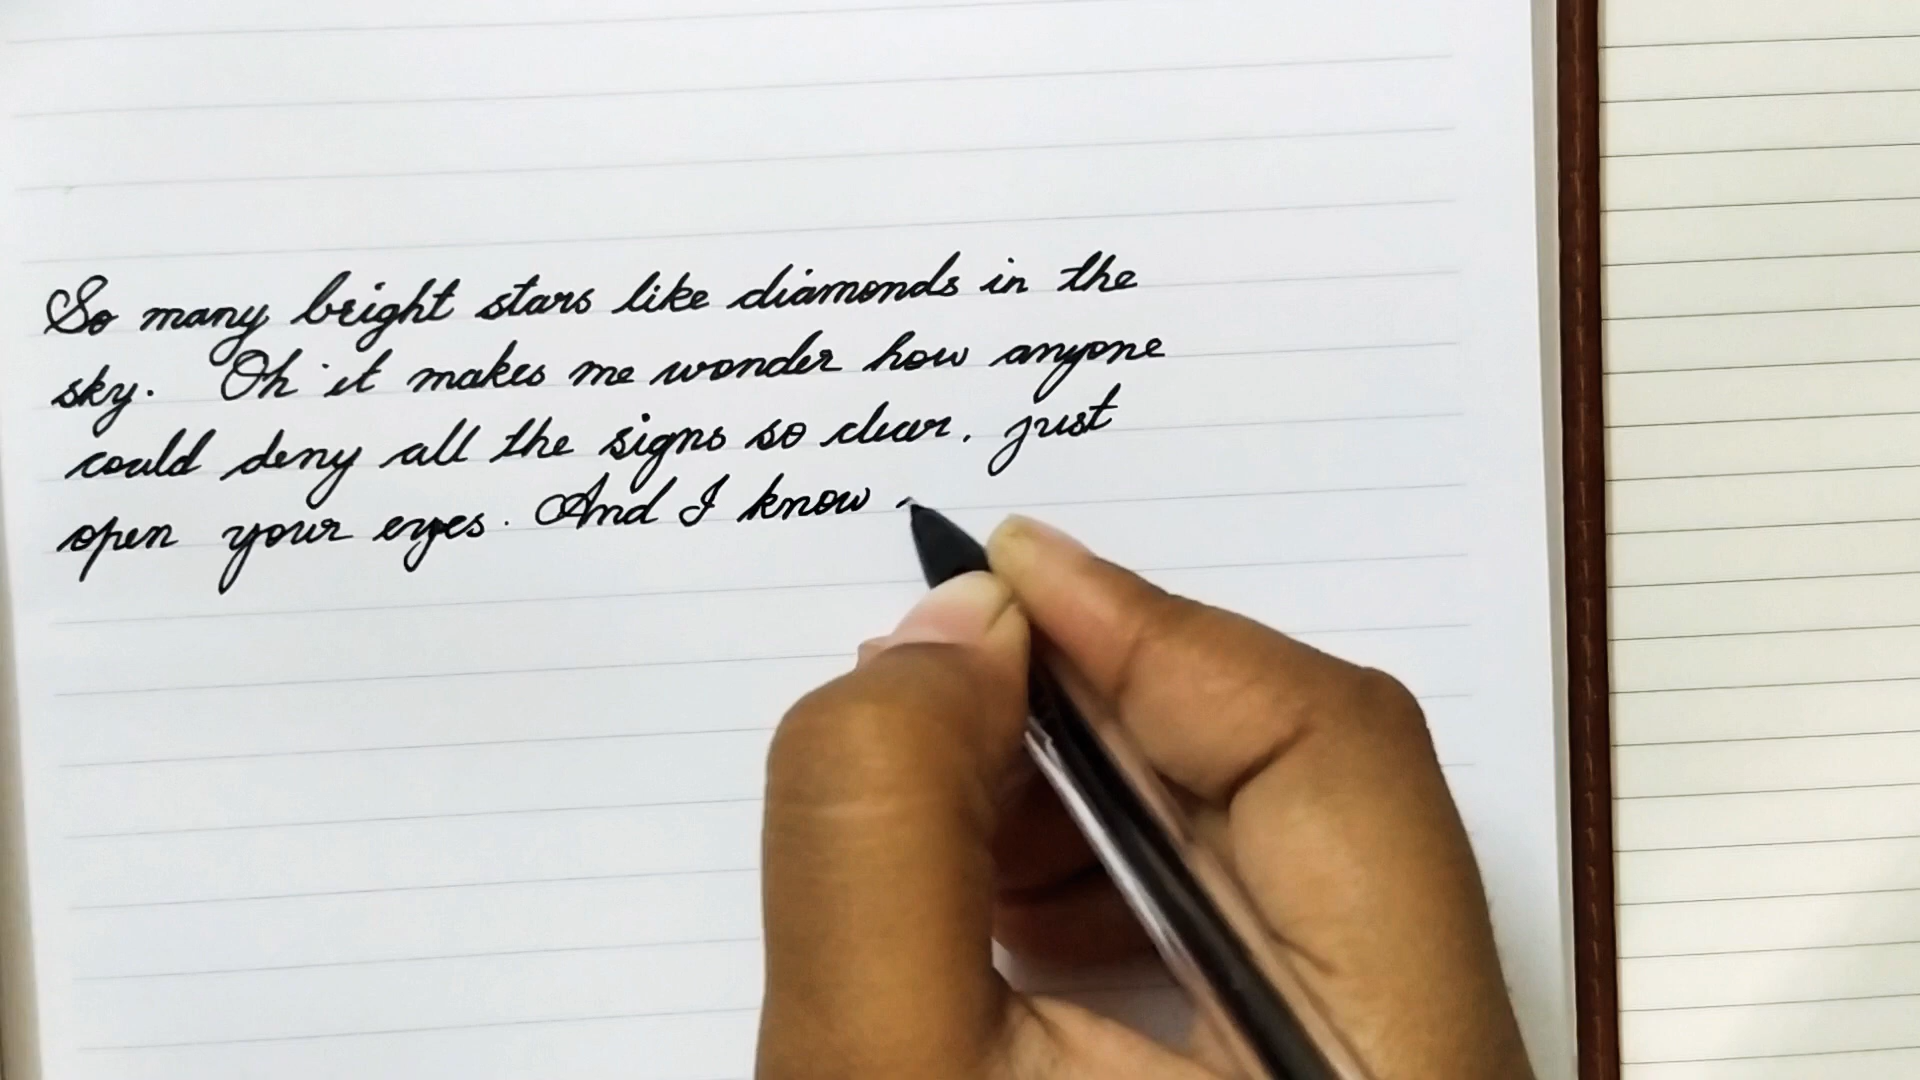 So many bright stars like diamonds in the
sky. Oh it makes me wonder how anyone
could deny all the signs so clear. just
open your eyes. And I know